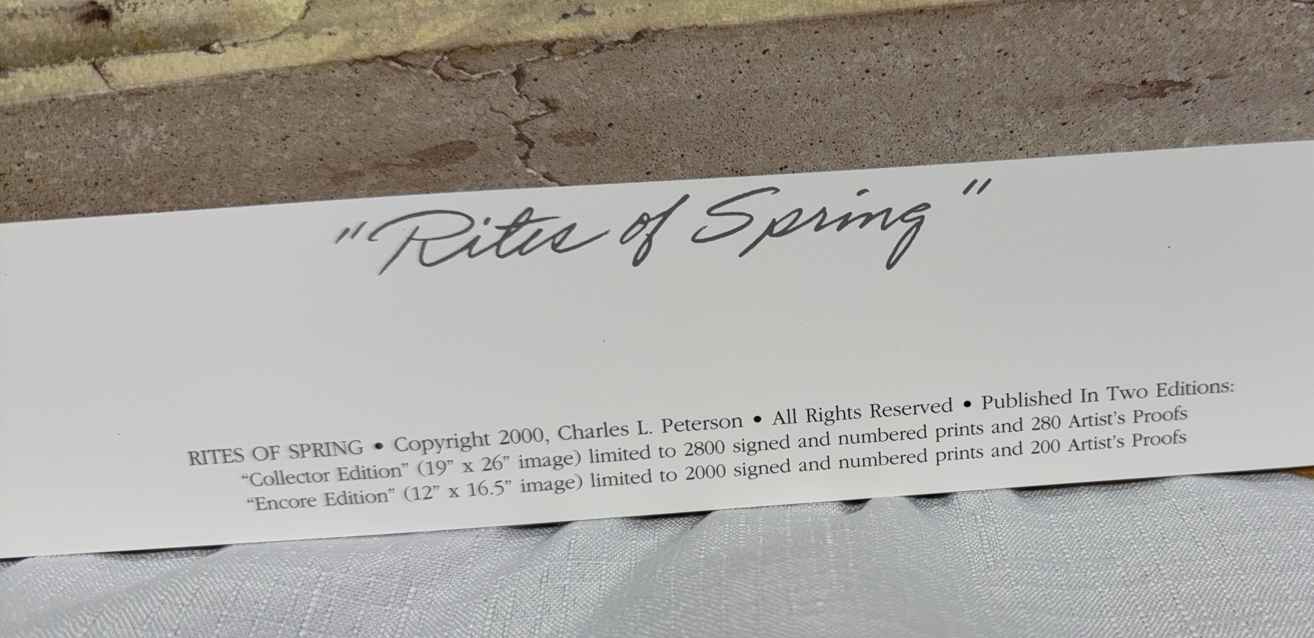 "Rites of Spring"
RITES OF SPRING • Copyright 2000, Charles L. Peterson • All Rights Reserved • Published In Two Editions:
“Collector Edition” (19” x 26” image) limited to 2800 signed and numbered prints and 280 Artist’s Proofs
“Encore Edition” (12” x 16.5” image) limited to 2000 signed and numbered prints and 200 Artist’s Proofs